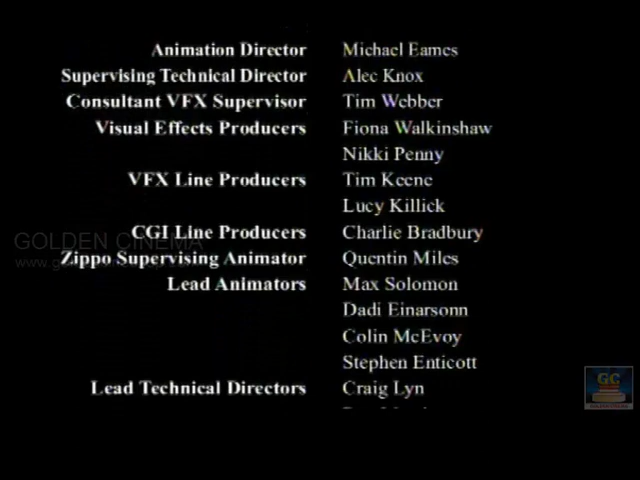 Animation Director Michael Eames
Supervising Technical Director Alec Knox
Consultant VFX Supervisor Tim Webber
Visual Effects Producers Fiona Walkinshaw
Nikki Penny
VFX Line Producers Tim Keene
Lucy Killick
CGI Line Producers Charlie Bradbury
GOLDEN CINEMA
Zippo Supervising Animator Quentin Miles
Lead Animators Max Solomon
Dadi Einarsonn
Colin McEvoy
Stephen Enticott
Lead Technical Directors Craig Lyn
GC